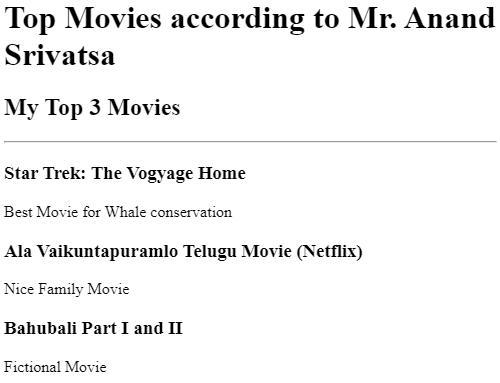 Top Movies according to Mr. Anand
Srivatsa
My Top 3 Movies
Star Trek: The Vogyage Home
Best Movie for Whale conservation
Ala Vaikuntapuramlo Telugu Movie (Netflix)
Nice Family Movie
Bahubali Part I and II
Fictional Movie